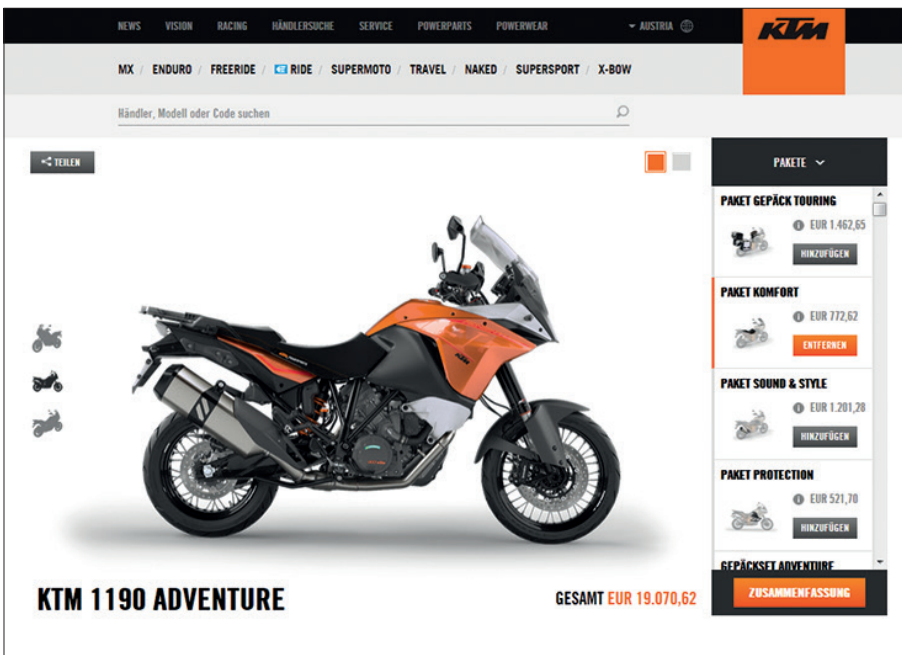 NEWS VISION RACING HÄNDLERSUCHE SERVICE POWERPARTS POWERWEAR AUSTRIA
KTM
MX / ENDURO / FREERIDE / E RIDE / SUPERMOTO / TRAVEL / NAKED / SUPERSPORT / X-BOW
Händler, Modell oder Code suchen
TEILEN
PAKETE
PAKET GEPÄCK TOURING
EUR 1.462,65
HINZUFÜGEN
PAKET KOMFORT
EUR 772,62
ENTFERNEN
PAKET SOUND & STYLE
EUR 1.201,28
HINZUFÜGEN
PAKET PROTECTION
EUR 521,70
HINZUFÜGEN
GEPÄCKSET ADVENTURE
KTM
KTM 1190 ADVENTURE
GESAMT EUR 19.070,62
ZUSAMMENFASSUNG